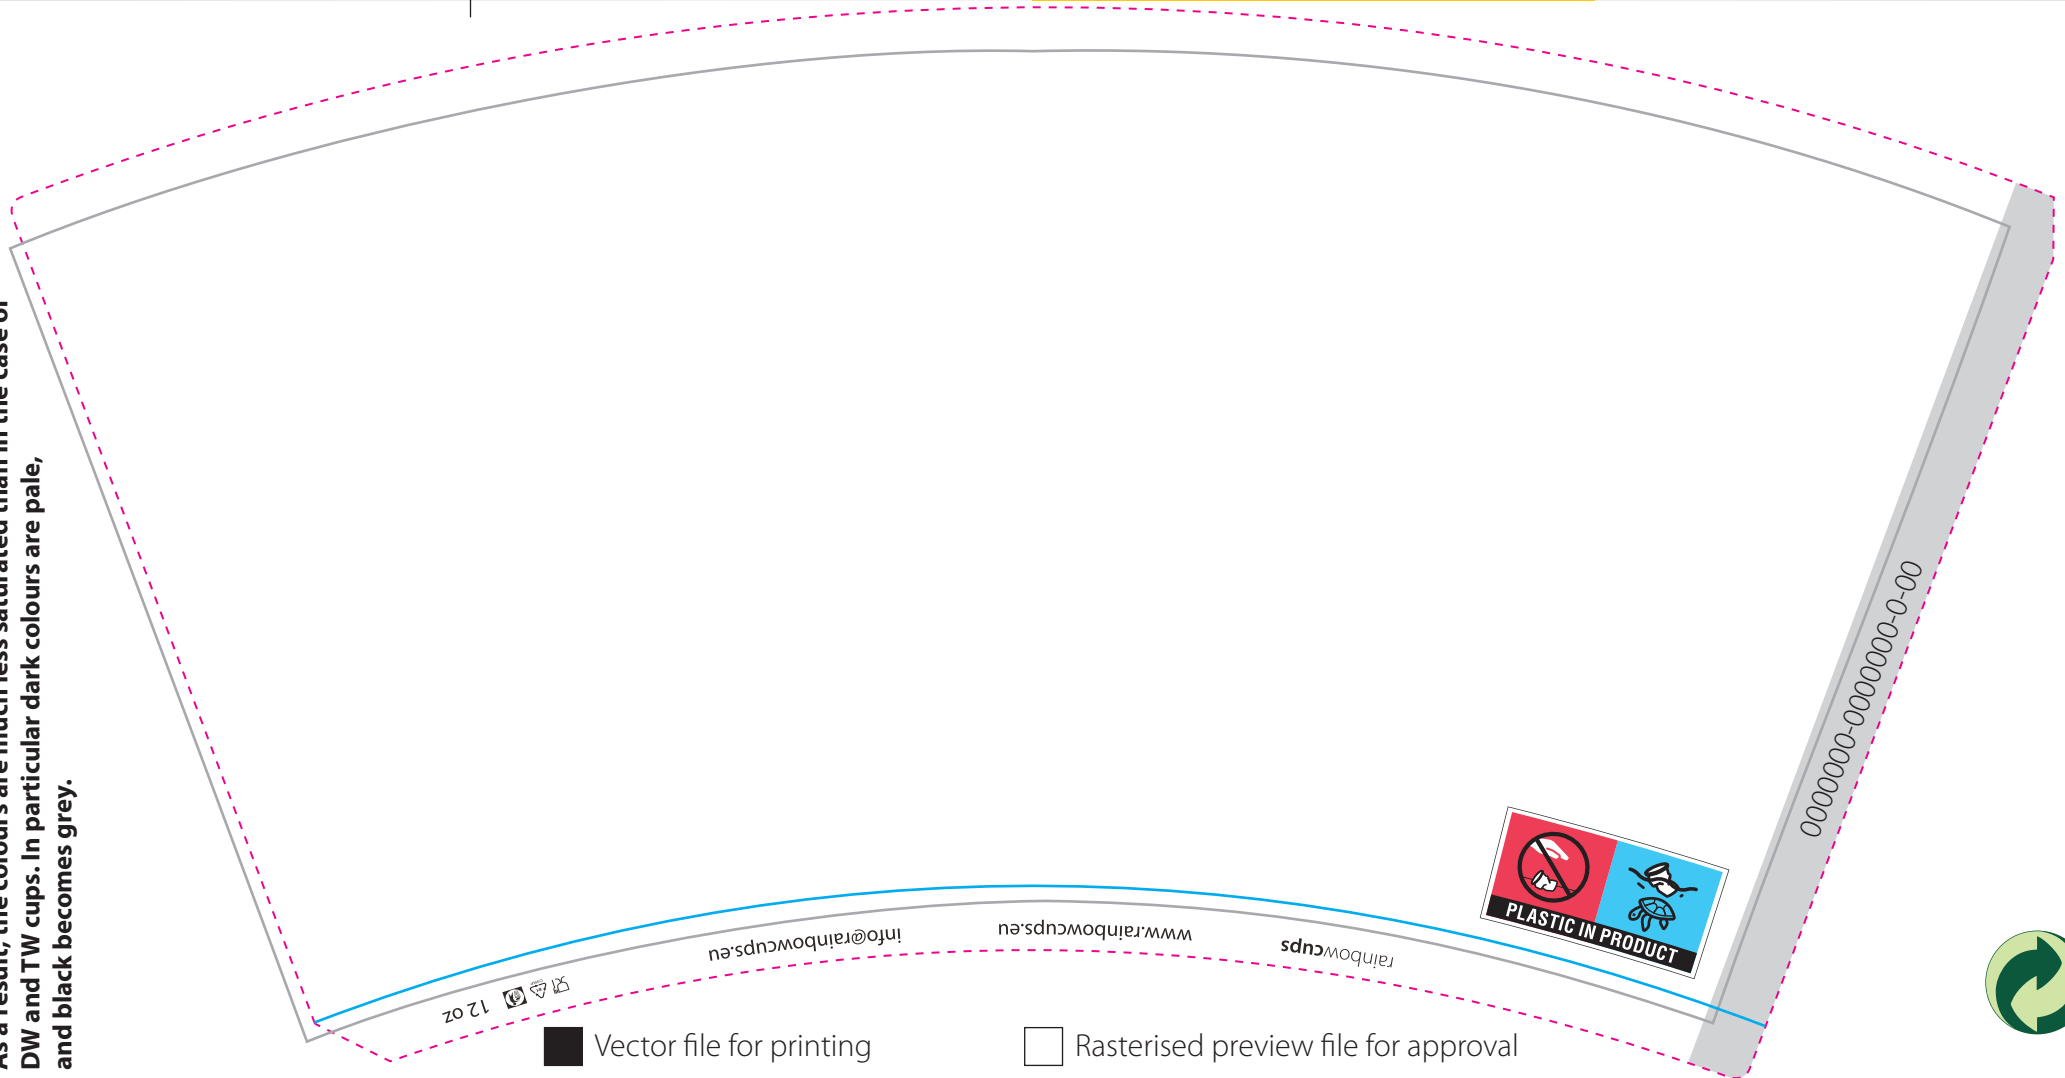 As a result, the colours are much less saturated than in the case of
DW and TW cups. In particular dark colours are pale,
and black becomes grey.
12 oz
info@rainbowcups.eu
www.rainbowcups.eu
rainbowcups
PLASTIC IN PRODUCT
000000-0000000-0-00
Vector file for printing
Rasterised preview file for approval